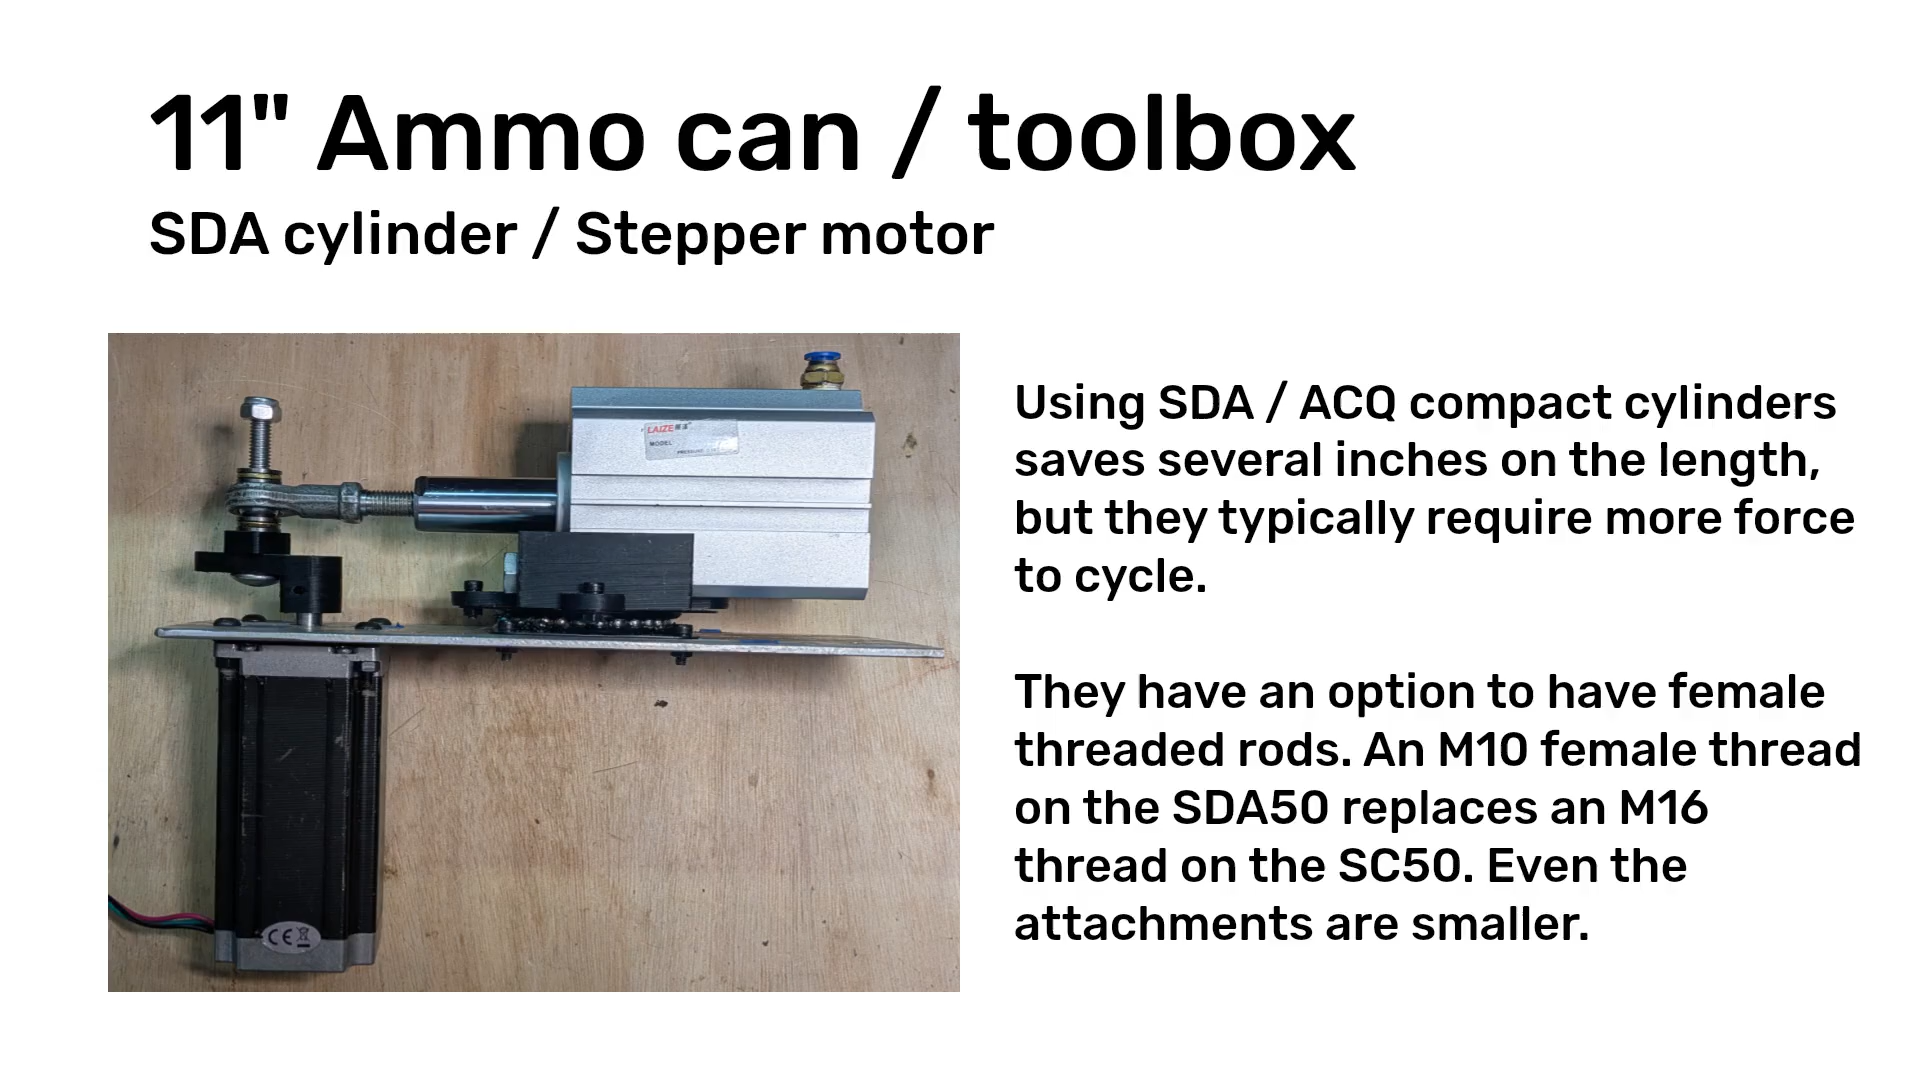 11" Ammo can / toolbox
SDA cylinder / Stepper motor
LAIZE
MODEL
PRESSURE
Using SDA / ACQ compact cylinders
saves several inches on the length,
but they typically require more force
to cycle.
They have an option to have female
threaded rods. An M10 female thread
on the SDA50 replaces an M16
thread on the SC50. Even the
attachments are smaller.
CE